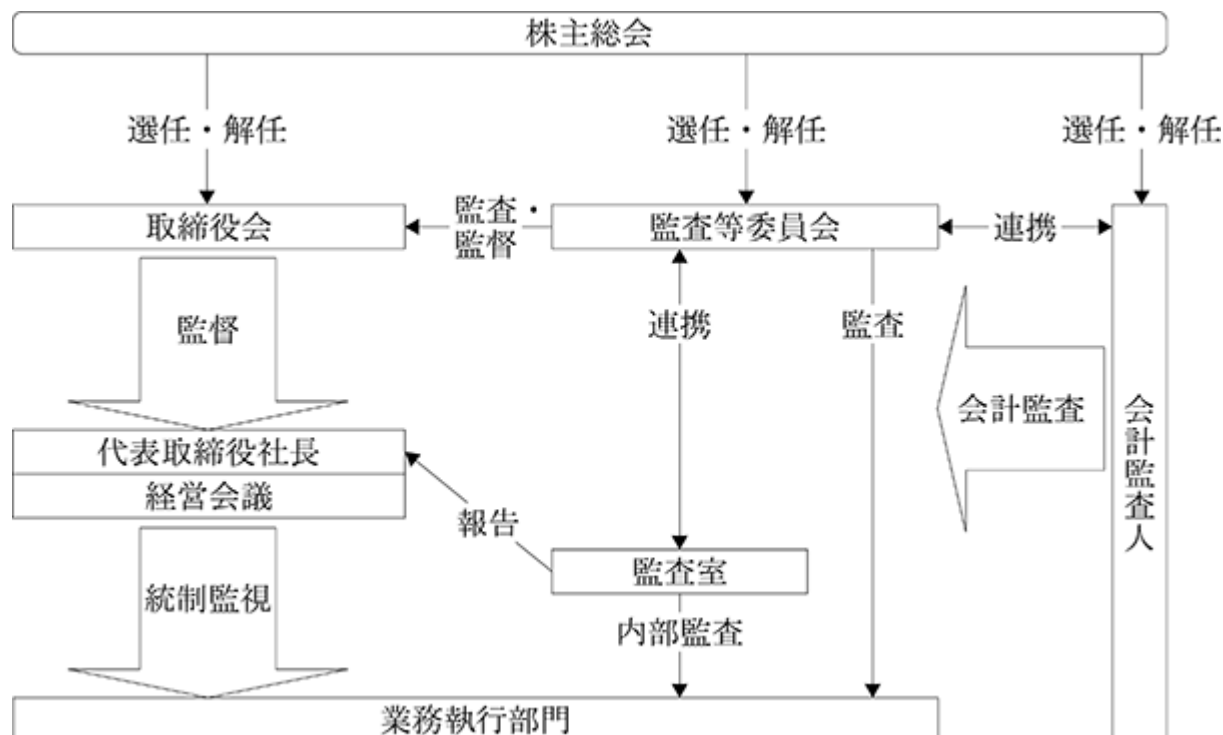 株主総会
選任・解任
選任・解任
選任・解任
取締役会
監査・
監督
監査等委員会
連携
監督
連携
監査
会計監査
会計監査人
代表取締役社長
経営会議
報告
監査室
統制監視
内部監査
業務執行部門